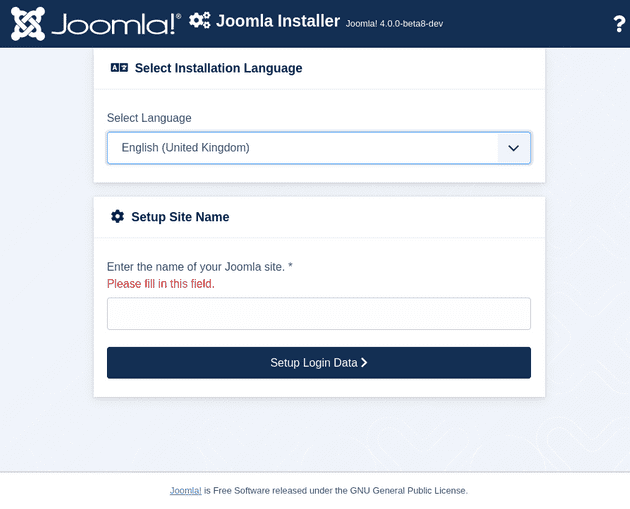 Joomla!® Joomla Installer Joomla! 4.0.0-beta8-dev ?
Select Installation Language
Select Language
English (United Kingdom)
Setup Site Name
Enter the name of your Joomla site. *
Please fill in this field.
Setup Login Data
Joomla! is Free Software released under the GNU General Public License.